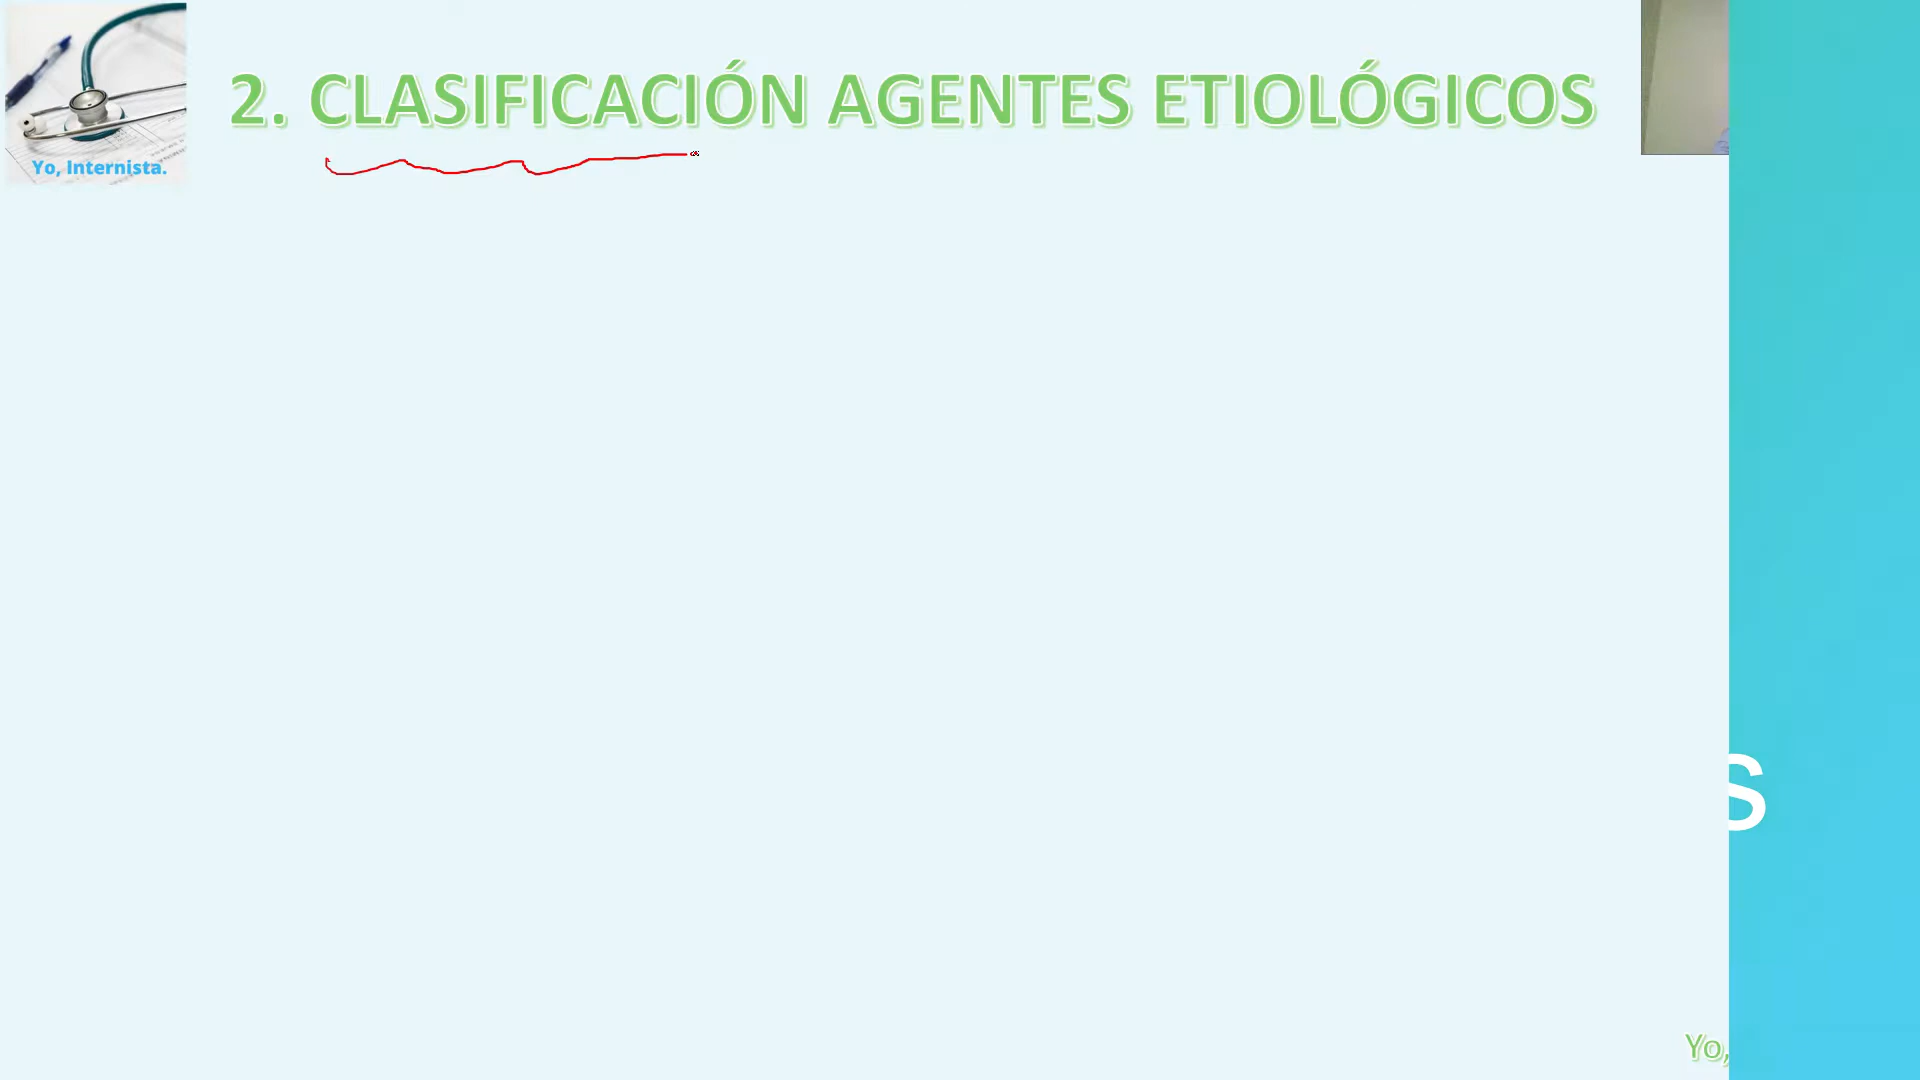 2. CLASIFICACIÓN AGENTES ETIOLÓGICOS
Yo, Internista.
s
Yo,